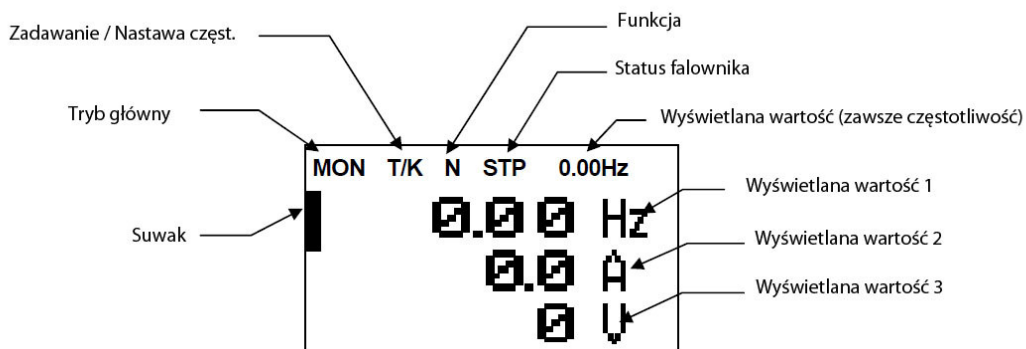 Funkcja
Zadawanie / Nastawa częst.
Status falownika
Tryb główny
Wyświetlana wartość (zawsze częstotliwość)
MON T/K N STP 0.00Hz
Wyświetlana wartość 1
0.00 Hz
Suwak
Wyświetlana wartość 2
0.0 A
Wyświetlana wartość 3
0 V